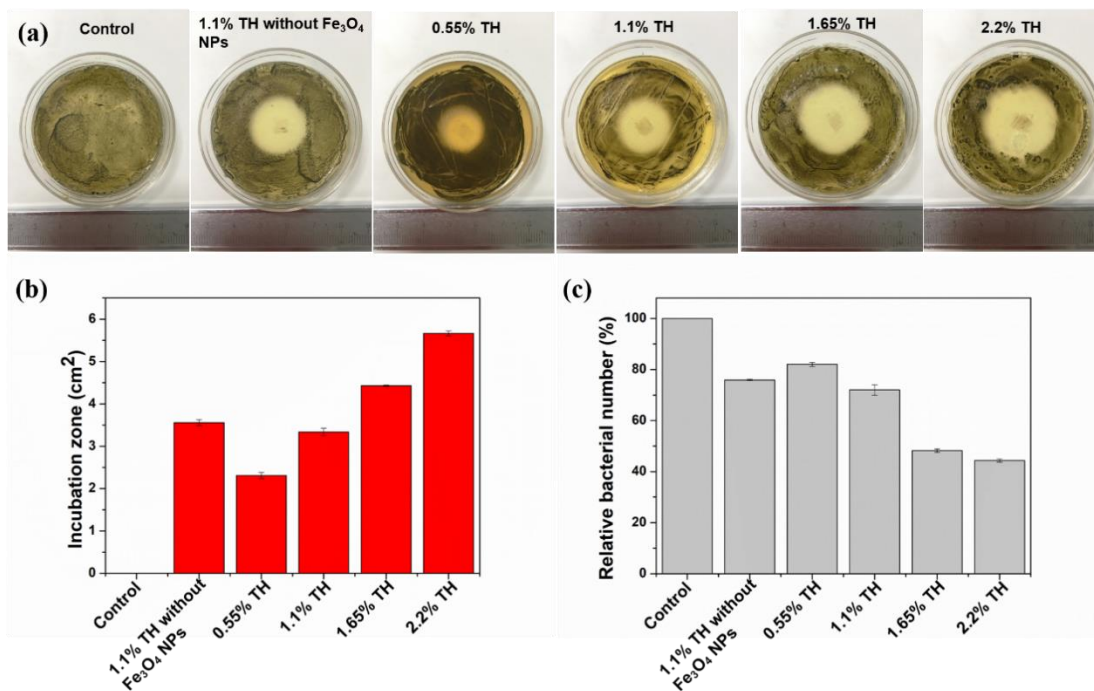 (a)
Control
1.1% TH without Fe₃O₄
NPs
0.55% TH
1.1% TH
1.65% TH
2.2% TH
(b)
Incubation zone (cm²)
6
5
4
3
2
1
0
Control
1.1% TH without
Fe₃O₄ NPs
0.55% TH
1.1% TH
1.65% TH
2.2% TH
(c)
Relative bacterial number (%)
100
80
60
40
20
0
Control
1.1% TH without
Fe₃O₄ NPs
0.55% TH
1.1% TH
1.65% TH
2.2% TH